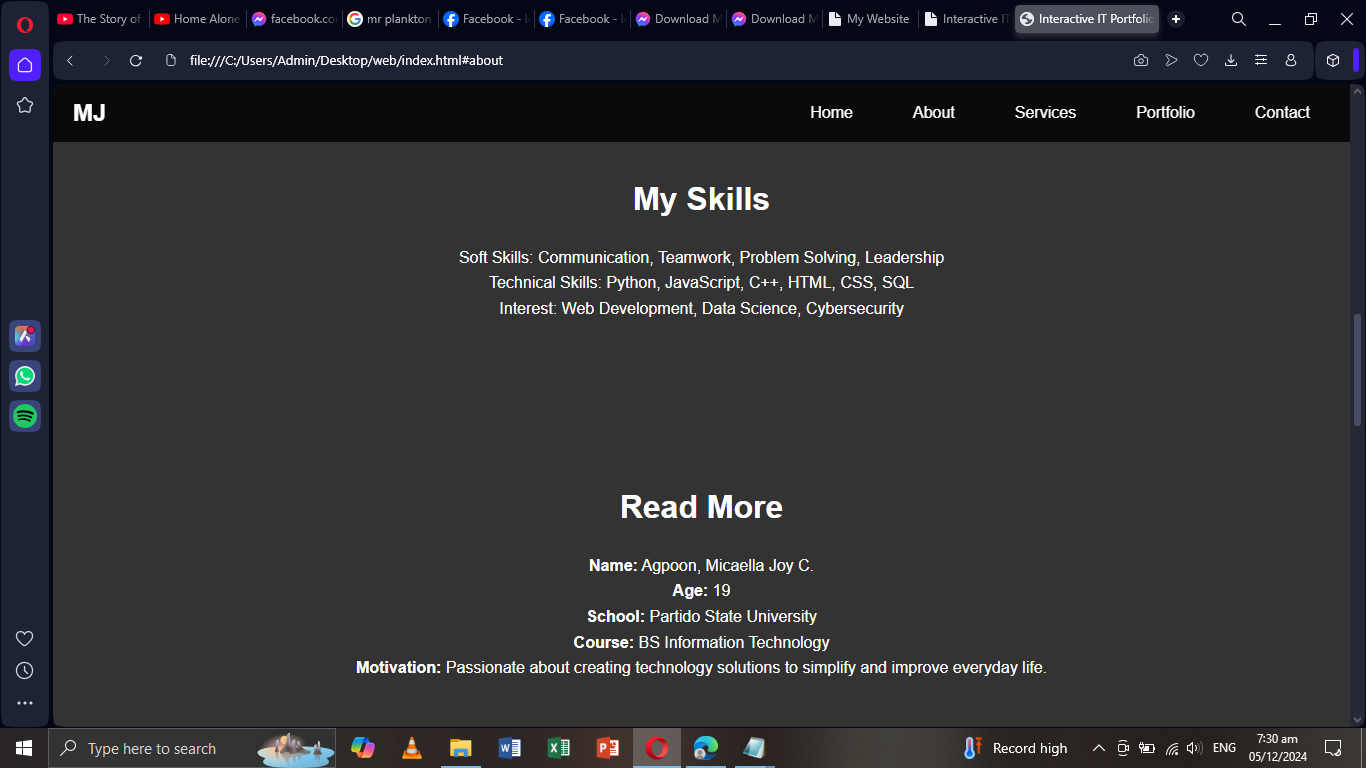 The Story of
Home Alone
facebook.co
mr plankton
Facebook -
Facebook -
Download M
Download M
My Website
Interactive
Interactive IT Portfolio
file:///C:/Users/Admin/Desktop/web/index.html#about
MJ
Home
About
Services
Portfolio
Contact
My Skills
Soft Skills: Communication, Teamwork, Problem Solving, Leadership
Technical Skills: Python, JavaScript, C++, HTML, CSS, SQL
Interest: Web Development, Data Science, Cybersecurity
Read More
Name: Agpoon, Micaella Joy C.
Age: 19
School: Partido State University
Course: BS Information Technology
Motivation: Passionate about creating technology solutions to simplify and improve everyday life.
Type here to search
Record high
ENG
7:30 am
05/12/2024